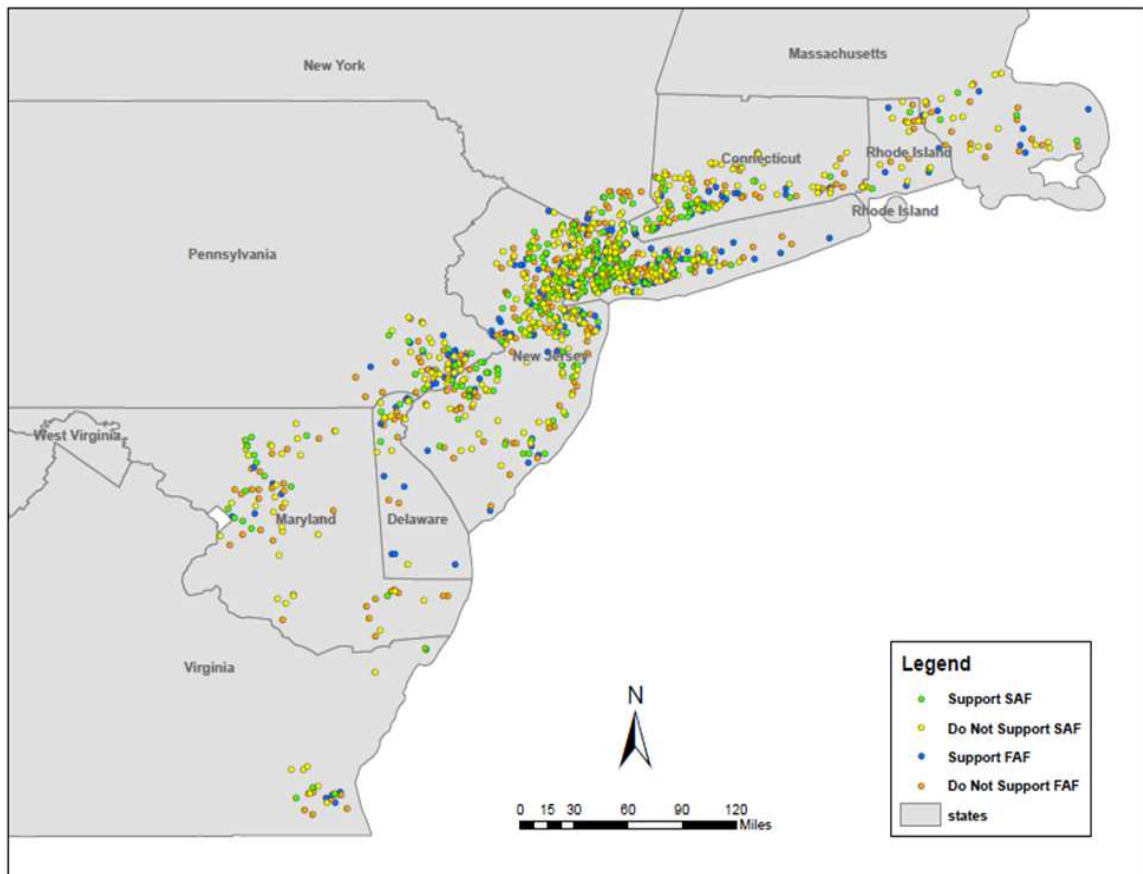 Massachusetts
New York
Connecticut
Rhode Island
Rhode Island
Pennsylvania
New Jersey
West Virginia
Maryland
Delaware
Virginia
Legend
Support SAF
Do Not Support SAF
Support FAF
Do Not Support FAF
states
N
0 15 30 60 90 120
Miles